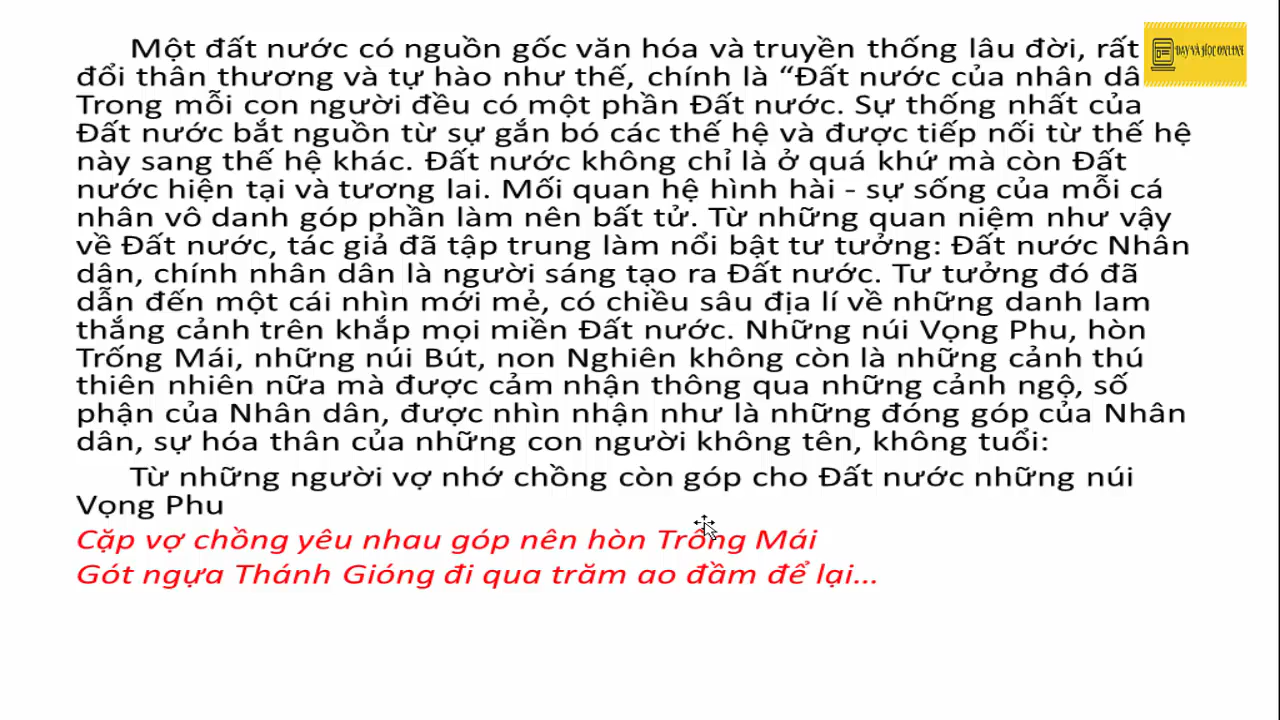 Một đất nước có nguồn gốc văn hóa và truyền thống lâu đời, rất
đổi thân thương và tự hào như thế, chính là “Đất nước của nhân
Trong mỗi con người đều có một phần Đất nước. Sự thống nhất của
Đất nước bắt nguồn từ sự gắn bó các thế hệ và được tiếp nối từ thế hệ
này sang thế hệ khác. Đất nước không chỉ là ở quá khứ mà còn Đất
nước hiện tại và tương lai. Mối quan hệ hình hài - sự sống của mỗi cá
nhân vô danh góp phần làm nên bất tử. Từ những quan niệm như vậy
về Đất nước, tác giả đã tập trung làm nổi bật tư tưởng: Đất nước Nhân
dân, chính nhân dân là người sáng tạo ra Đất nước. Tư tưởng đó đã
dẫn đến một cái nhìn mới mẻ, có chiều sâu địa lí về những danh lam
thắng cảnh trên khắp mọi miền Đất nước. Những núi Vọng Phu, hòn
Trống Mái, những núi Bút, non Nghiên không còn là những cảnh thú
thiên nhiên nữa mà được cảm nhận thông qua những cảnh ngộ, số
phận của Nhân dân, được nhìn nhận như là những đóng góp của Nhân
dân, sự hóa thân của những con người không tên, không tuổi:
Từ những người vợ nhớ chồng còn góp cho Đất nước những núi
Vọng Phu
Cặp vợ chồng yêu nhau góp nên hòn Trống Mái
Gót ngựa Thánh Gióng đi qua trăm ao đầm để lại...
DẠY VÀ HỌC ONLINE